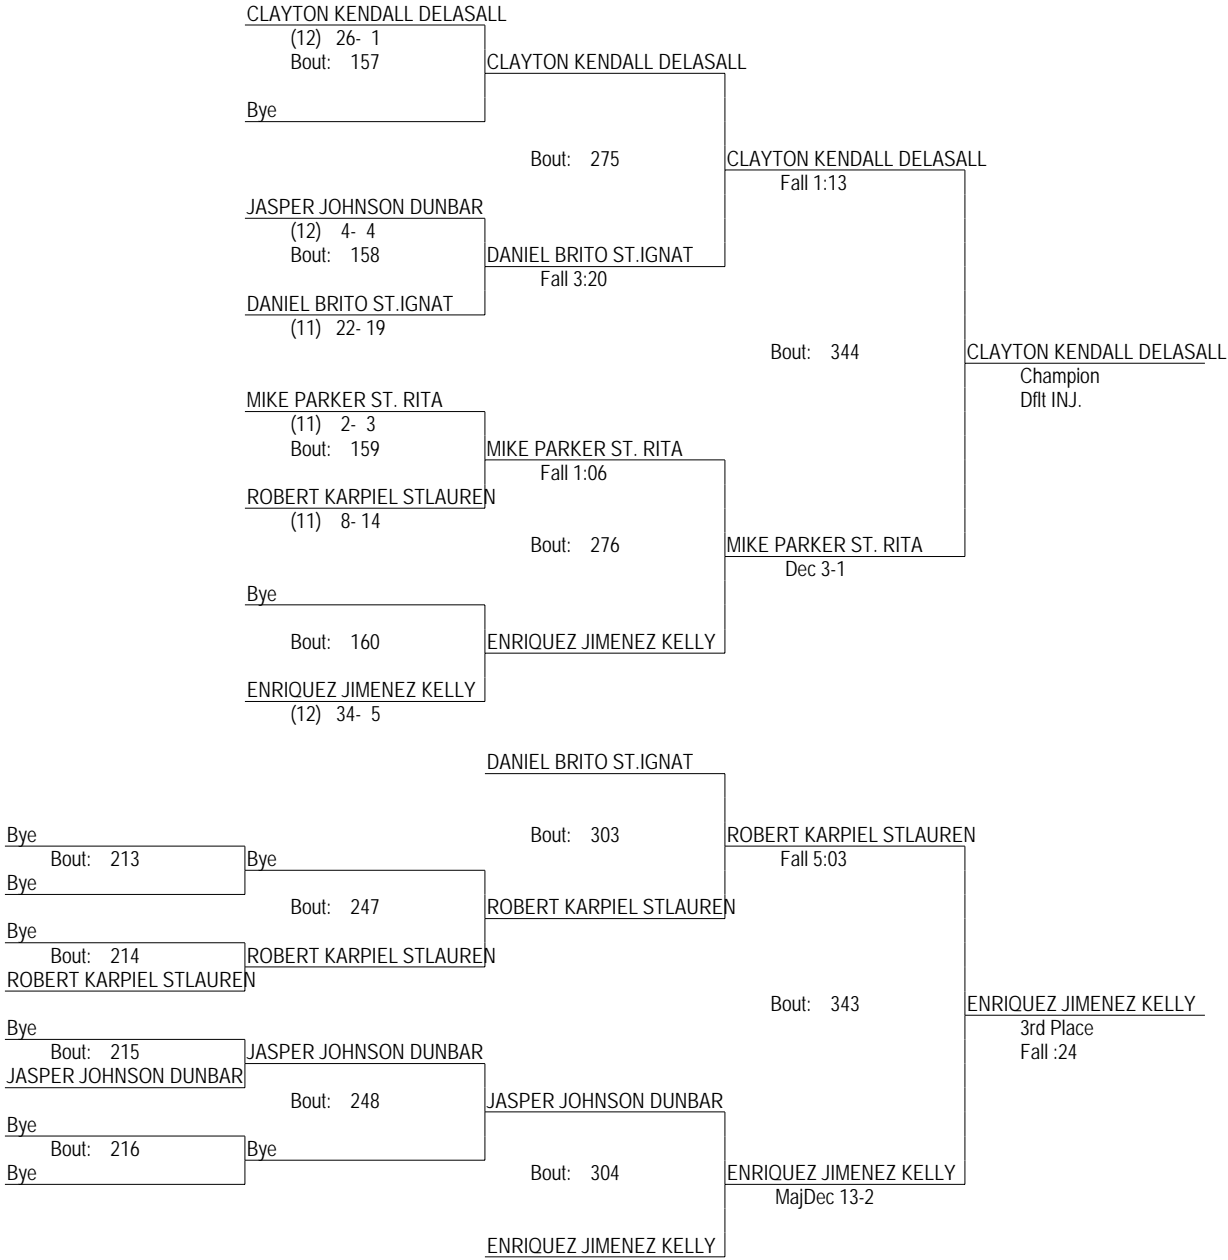 CLAYTON KENDALL DELASALL
(12) 26- 1
Bout: 157
CLAYTON KENDALL DELASALL
Bye
Bout: 275
CLAYTON KENDALL DELASALL
Fall 1:13
JASPER JOHNSON DUNBAR
(12) 4- 4
Bout: 158
DANIEL BRITO ST.IGNAT
Fall 3:20
DANIEL BRITO ST.IGNAT
(11) 22- 19
Bout: 344
CLAYTON KENDALL DELASALL
Champion
Dflt INJ.
MIKE PARKER ST. RITA
(11) 2- 3
Bout: 159
MIKE PARKER ST. RITA
Fall 1:06
ROBERT KARPIEL STLAUREN
(11) 8- 14
Bout: 276
MIKE PARKER ST. RITA
Dec 3-1
Bye
Bout: 160
ENRIQUEZ JIMENEZ KELLY
ENRIQUEZ JIMENEZ KELLY
(12) 34- 5
DANIEL BRITO ST.IGNAT
Bout: 303
ROBERT KARPIEL STLAUREN
Fall 5:03
Bye
Bout: 213
Bye
Bye
Bout: 247
ROBERT KARPIEL STLAUREN
Bye
Bout: 214
ROBERT KARPIEL STLAUREN
ROBERT KARPIEL STLAUREN
Bout: 343
ENRIQUEZ JIMENEZ KELLY
3rd Place
Fall :24
Bye
Bout: 215
JASPER JOHNSON DUNBAR
JASPER JOHNSON DUNBAR
Bout: 248
JASPER JOHNSON DUNBAR
Bye
Bout: 216
Bye
Bye
Bout: 304
ENRIQUEZ JIMENEZ KELLY
MajDec 13-2
ENRIQUEZ JIMENEZ KELLY